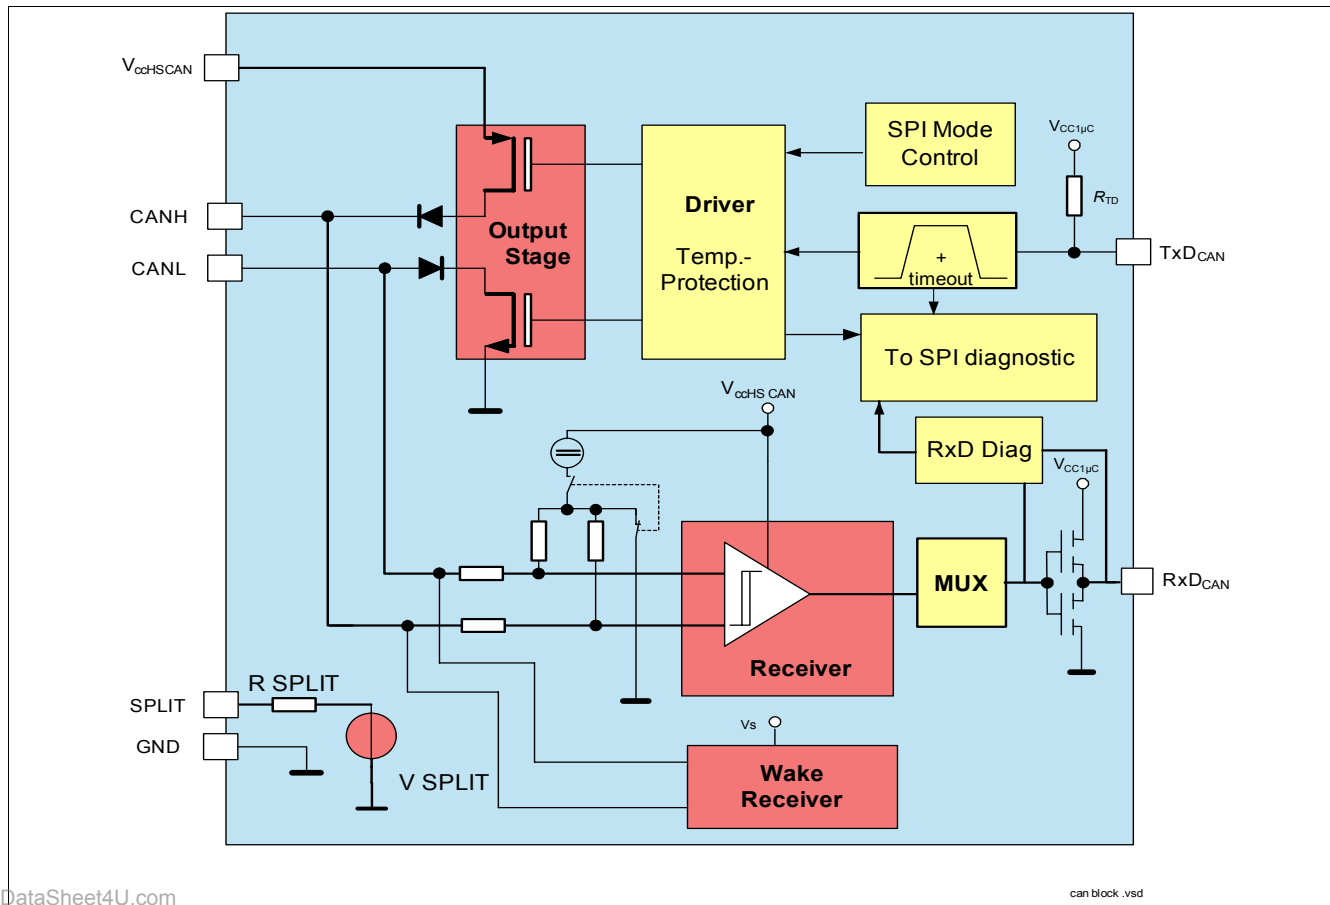 VccHSCAN
SPI Mode
Control
VCC1µC
RTD
CANH
CANL
Output
Stage
Driver
Temp.-
Protection
+
timeout
TxDCAN
To SPI diagnostic
VccHS CAN
RxD Diag
VCC1µC
MUX
RxDCAN
Receiver
R SPLIT
SPLIT
GND
V SPLIT
Vs
Wake
Receiver
DataSheet4U.com
can block .vsd